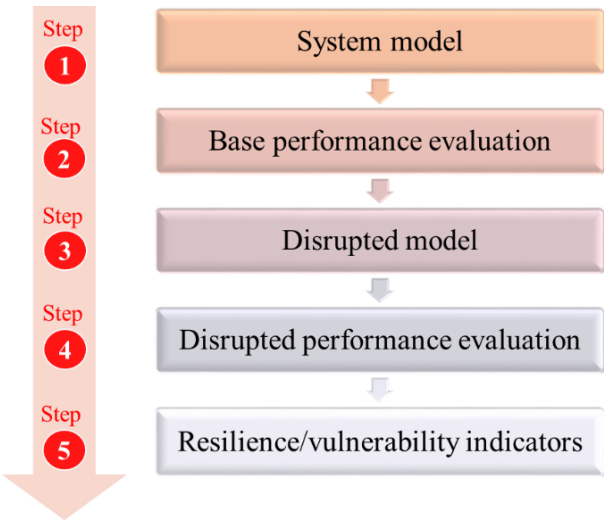 Step
1
System model
Step
2
Base performance evaluation
Step
3
Disrupted model
Step
4
Disrupted performance evaluation
Step
5
Resilience/vulnerability indicators